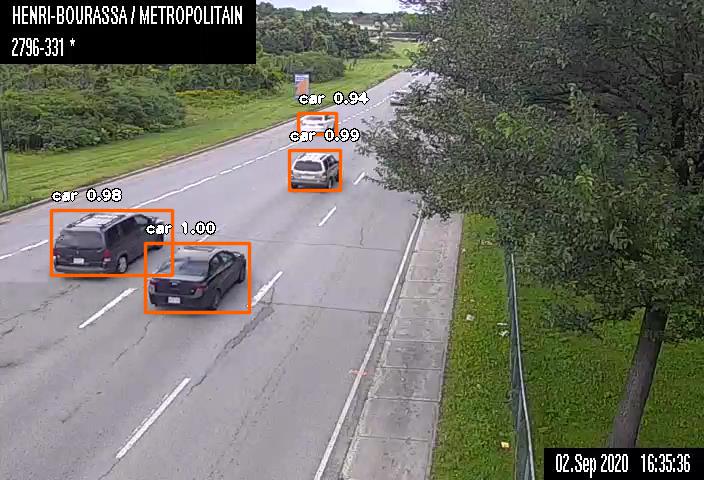 HENRI-BOURASSA / METROPOLITAIN
2796-331 *
car 0.94
car 0.99
car 0.98
car 1.00
02.Sep 2020 16:35:36